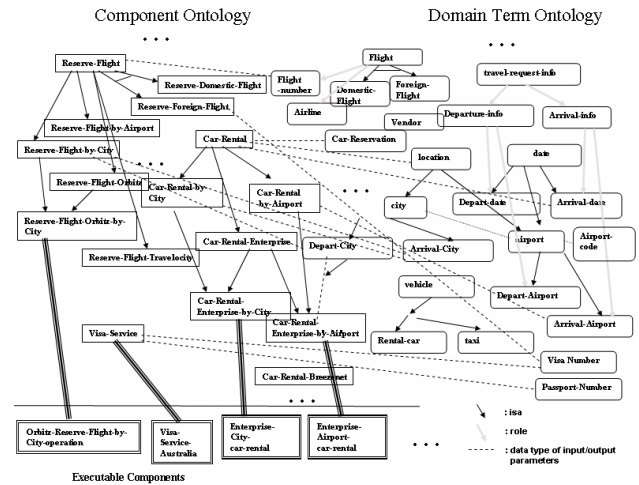 Component Ontology
Domain Term Ontology
Reserve-Flight
Reserve-Domestic-Flight
Reserve-Foreign-Flight
Reserve-Flight-by-Airport
Reserve-Flight-by City
Reserve-Flight-Orbitz
Reserve-Flight-Orbitz-by-
City
Reserve-Flight-Travelocity
Car-Rental
Car-Rental-by-
City
Car-Rental
-by-Airport
Car-Rental-Enterprise
Car-Rental-
Enterprise-by-City
Car-Rental-
Enterprise-by-Airport
Car-Rental-Breezenet
Visa-Service
Flight
Flight
-number
Domestic-
Flight
Foreign-
Flight
Airline
Vendor
Car-Reservation
travel-request-info
Departure-info
Arrival-info
location
date
city
Depart-date
Arrival-date
Depart-City
Arrival-City
airport
Airport-
code
vehicle
Depart-Airport
Arrival-Airport
Rental-car
taxi
Visa Number
Passport-Number
Orbitz-Reserve-Flight-by-
City-operation
Visa-
Service-
Australia
Enterprise-
City-
car-rental
Enterprise-
Airport-
car-rental
Executable Components
: isa
: role
: data type of input/output
parameters